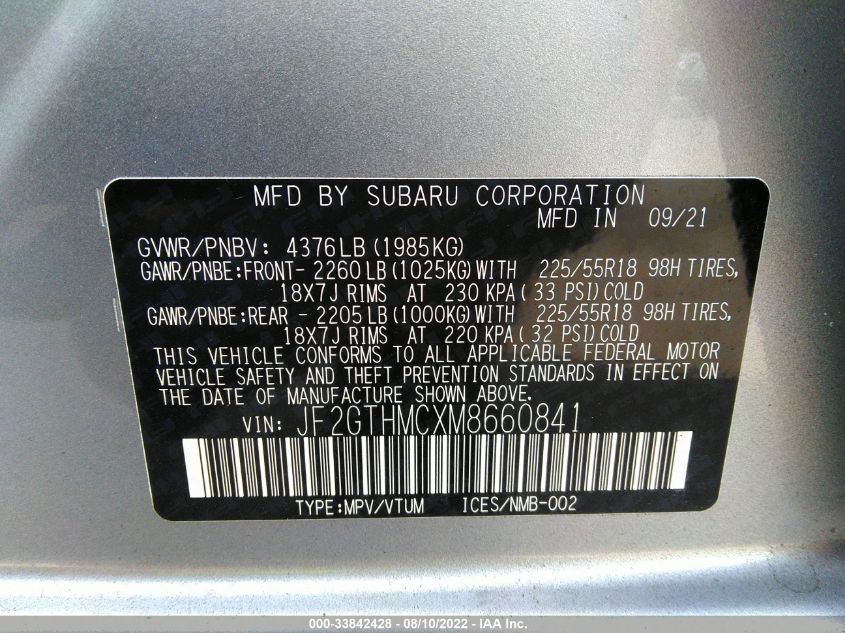 MFD BY SUBARU CORPORATION
MFD IN 09/21
GVWR/PNBV: 4376LB(1985KG)
GAWR/PNBE:FRONT- 2260LB(1025KG)WITH 225/55R18 98H TIRES,
18X7J RIMS AT 230 KPA( 33 PSI)COLD
GAWR/PNBE:REAR - 2205LB(1000KG)WITH 225/55R18 98H TIRES,
18X7J RIMS AT 220 KPA( 32 PSI)COLD
THIS VEHICLE CONFORMS TO ALL APPLICABLE FEDERAL MOTOR
VEHICLE SAFETY AND THEFT PREVENTION STANDARDS IN EFFECT ON
THE DATE OF MANUFACTURE SHOWN ABOVE.
VIN: JF2GTHMCXM8660841
TYPE:MPV/VTUM ICES/NMB-002
000-33842428 - 08/10/2022 - IAA Inc.